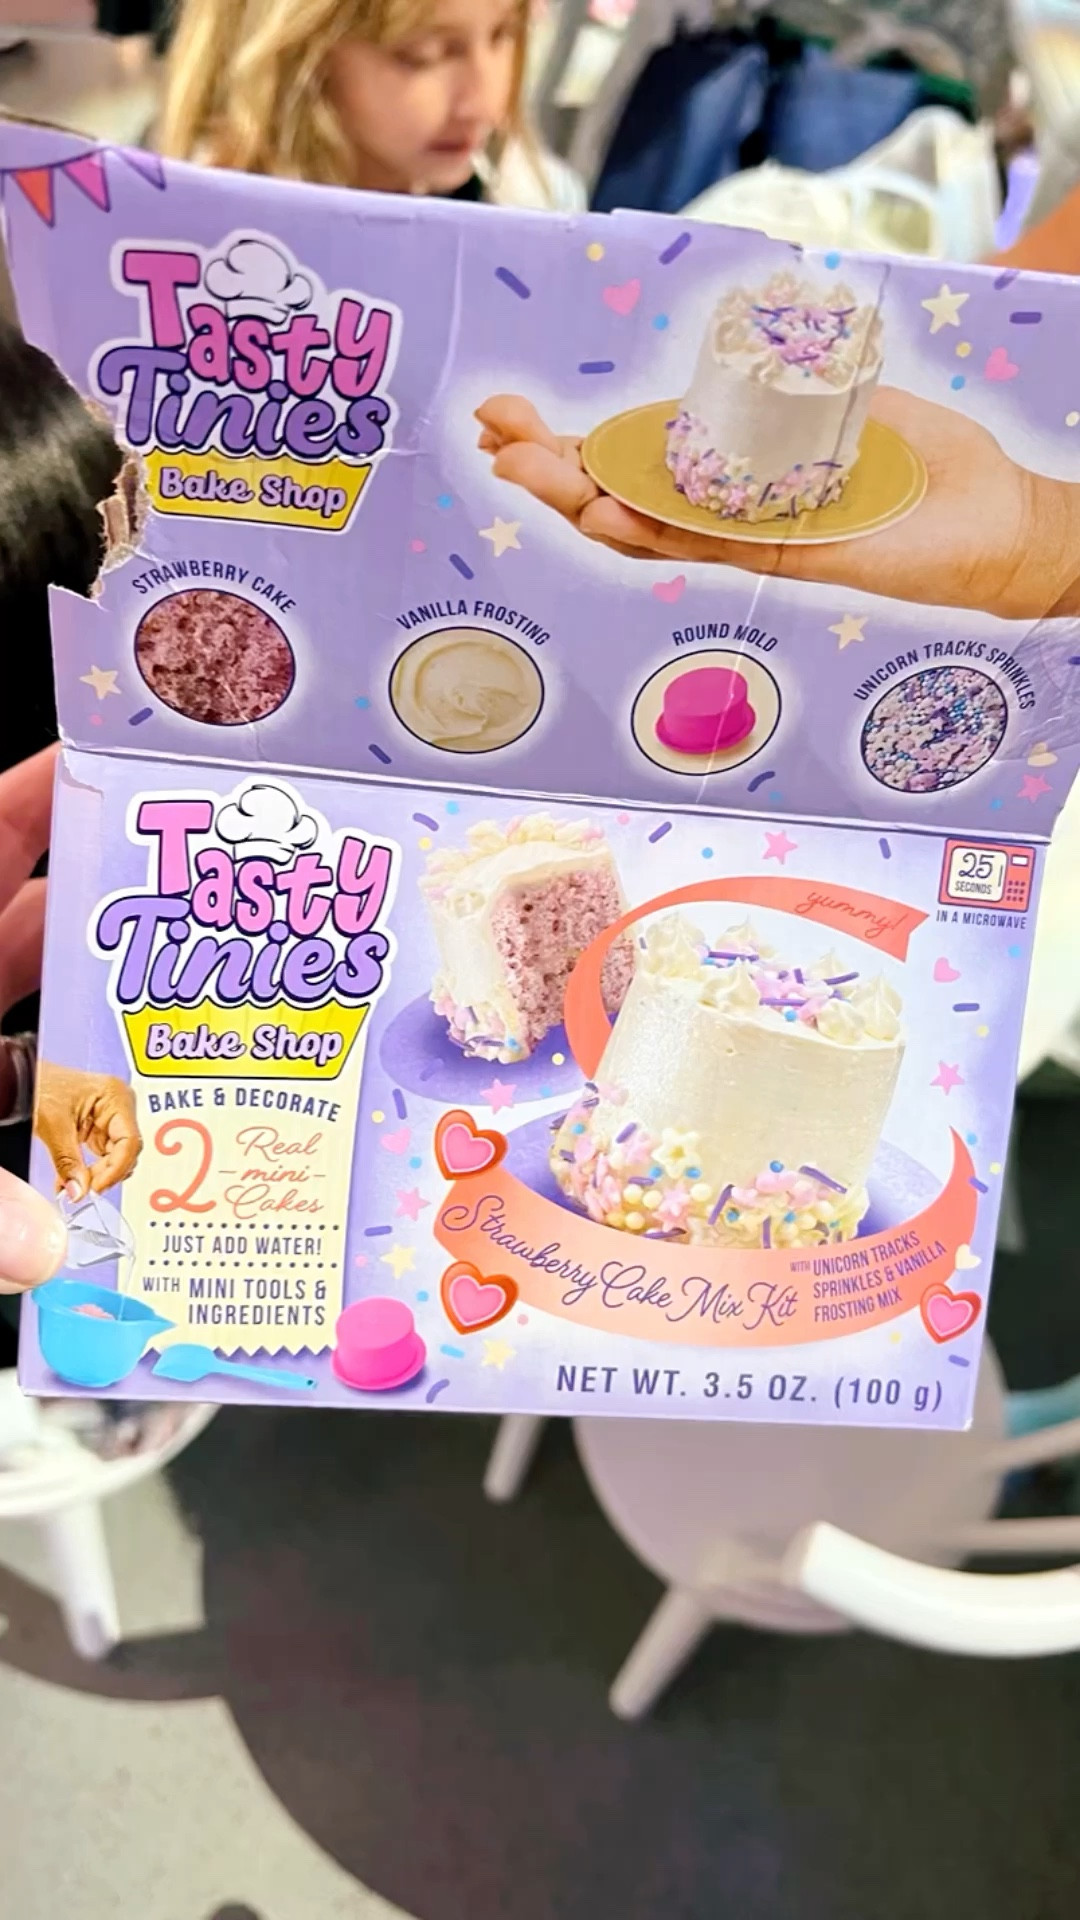 Tasty
Tinies
Bake Shop
STRAWBERRY CAKE
VANILLA FROSTING
ROUND MOLD
UNICORN TRACKS SPRINKLES
Tasty
Tinies
Bake Shop
BAKE & DECORATE
2 Real
-mini-
Cakes
JUST ADD WATER!
WITH MINI TOOLS &
INGREDIENTS
yummy!
25
SECONDS
IN A MICROWAVE
Strawberry Cake Mix Kit
WITH UNICORN TRACKS
SPRINKLES & VANILLA
FROSTING MIX
NET WT. 3.5 OZ. (100 g)